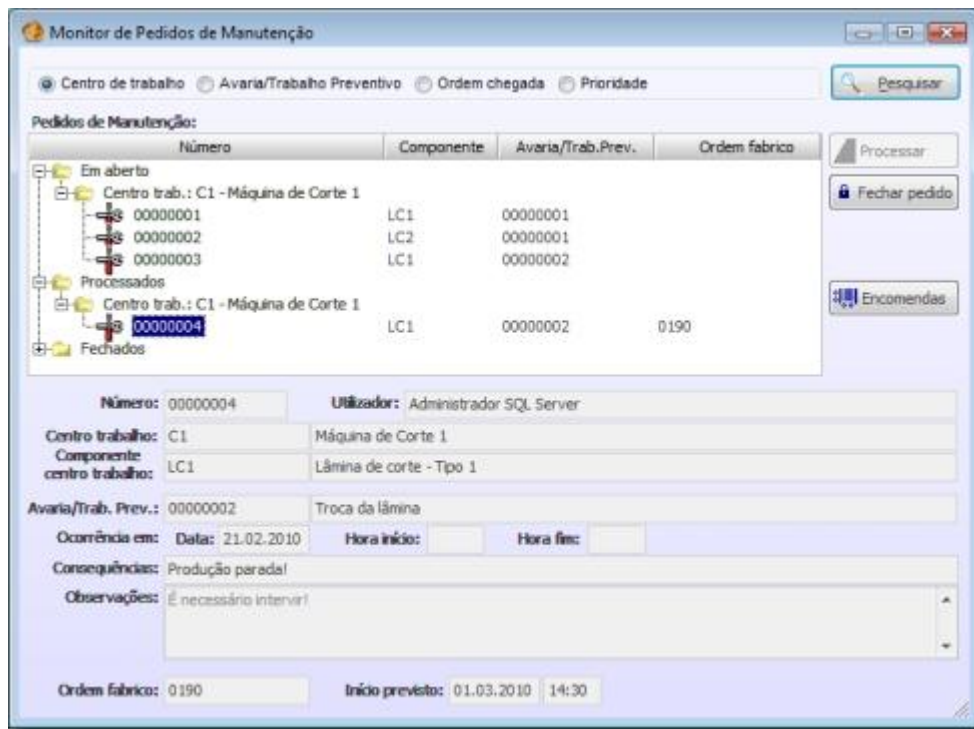 Monitor de Pedidos de Manutenção
Centro de trabalho Avaria/Trabalho Preventivo Ordem chegada Prioridade Pesquisar
Pedidos de Manutenção:
Número Componente Avaria/Trab.Prev. Ordem fabrico
Processar
Em aberto
Centro trab.: C1 - Máquina de Corte 1
Fechar pedido
00000001 LC1 00000001
00000002 LC2 00000001
00000003 LC1 00000002
Processados
Centro trab.: C1 - Máquina de Corte 1
Encomendas
00000004 LC1 00000002 0190
Fechados
Número: 00000004 Utilizador: Administrador SQL Server
Centro trabalho: C1 Máquina de Corte 1
Componente
centro trabalho: LC1 Lâmina de corte - Tipo 1
Avaria/Trab. Prev.: 00000002 Troca da lâmina
Ocorrência em: Data: 21.02.2010 Hora início: Hora fim:
Consequências: Produção parada!
Observações: É necessário intervir!
Ordem fabrico: 0190 Início previsto: 01.03.2010 14:30